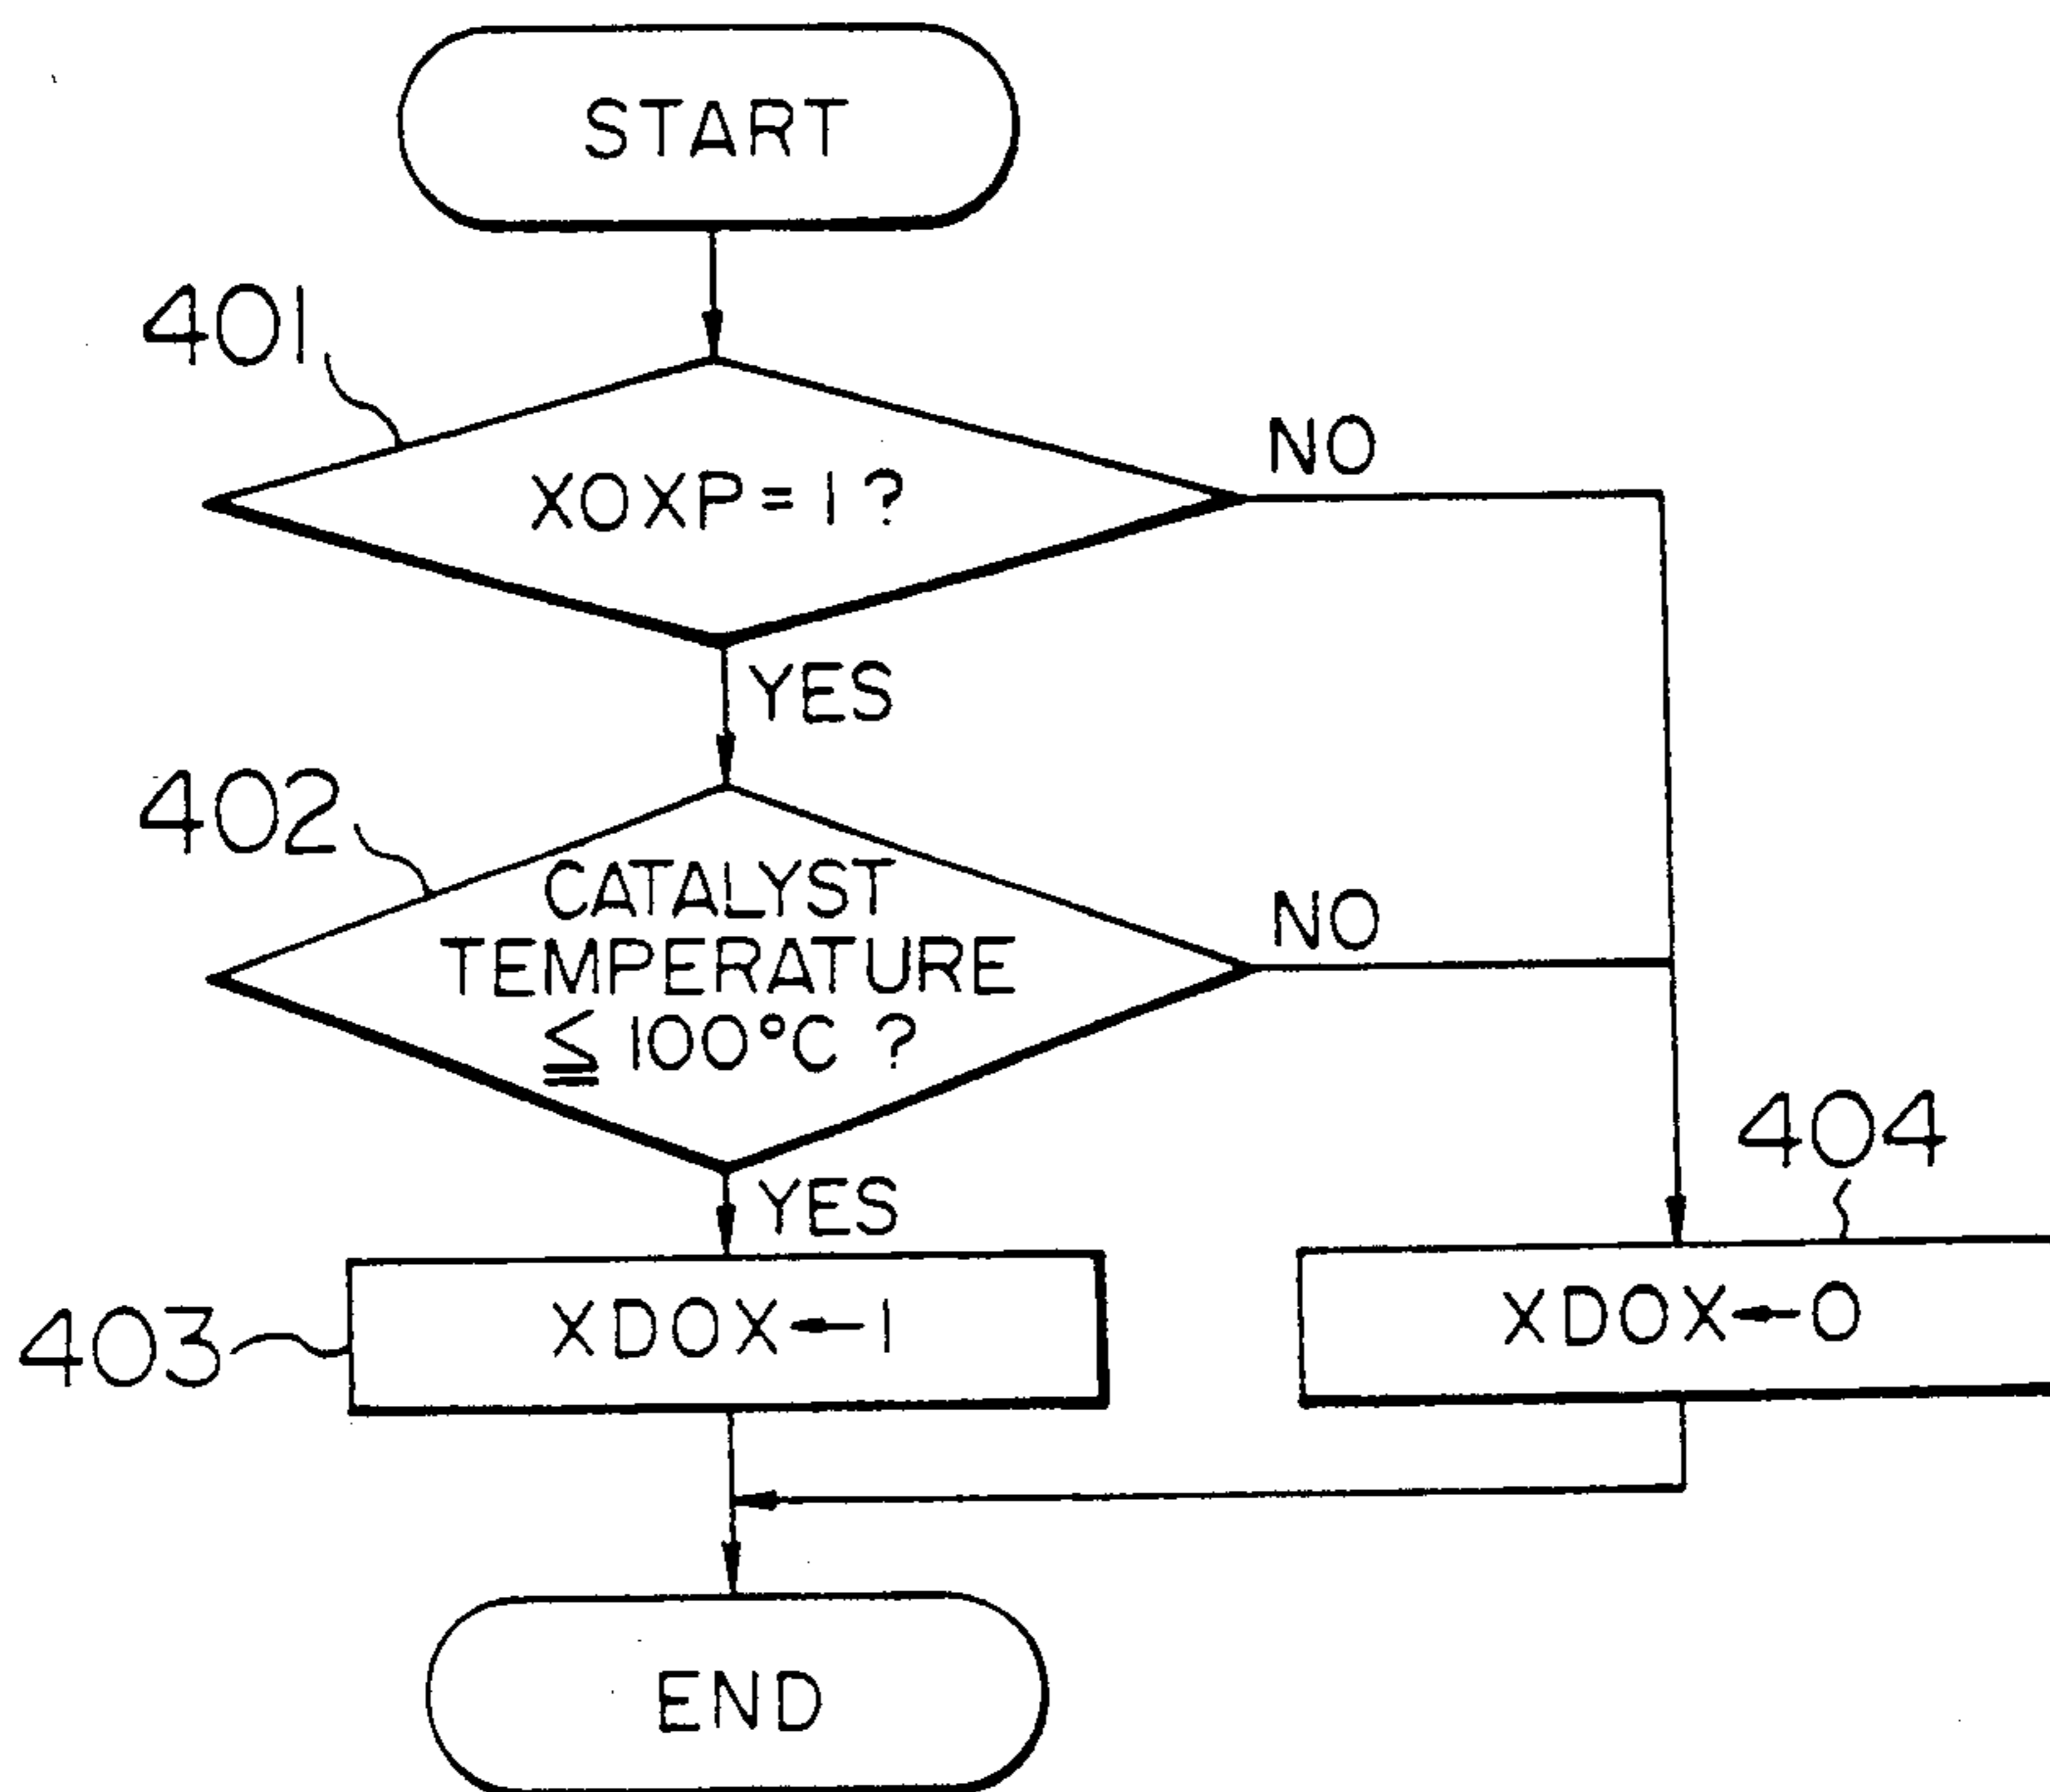 START
401
XOXP=1?
NO
YES
402
CATALYST
TEMPERATURE
≦100°C?
NO
YES
404
403
XDOX←1
XDOX←0
END